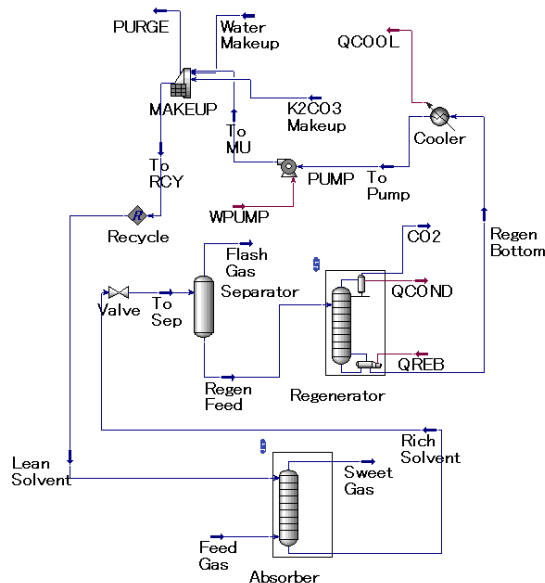 PURGE
Water
Makeup
QCOOL
MAKEUP
K2CO3
Makeup
Cooler
To
MU
To
RCY
PUMP
To
Pump
WPUMP
R
Recycle
Regen
Bottom
CO2
Flash
Gas
Separator
QCOND
Valve
To
Sep
QREB
Regen
Feed
Regenerator
Rich
Solvent
Lean
Solvent
Sweet
Gas
Feed
Gas
Absorber